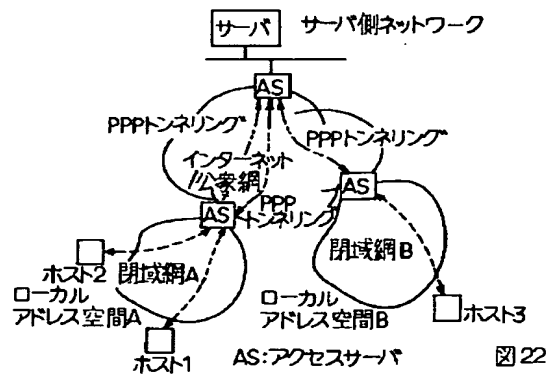 サーバ
サーバ側ネットワーク
AS
PPPトンネリング
PPPトンネリング
インターネット
/公衆網
AS
PPP
トンネリング
AS
ホスト2
閉域網A
閉域網B
ローカル
アドレス空間A
ローカル
アドレス空間B
ホスト3
ホスト1
AS:アクセスサーバ
図22